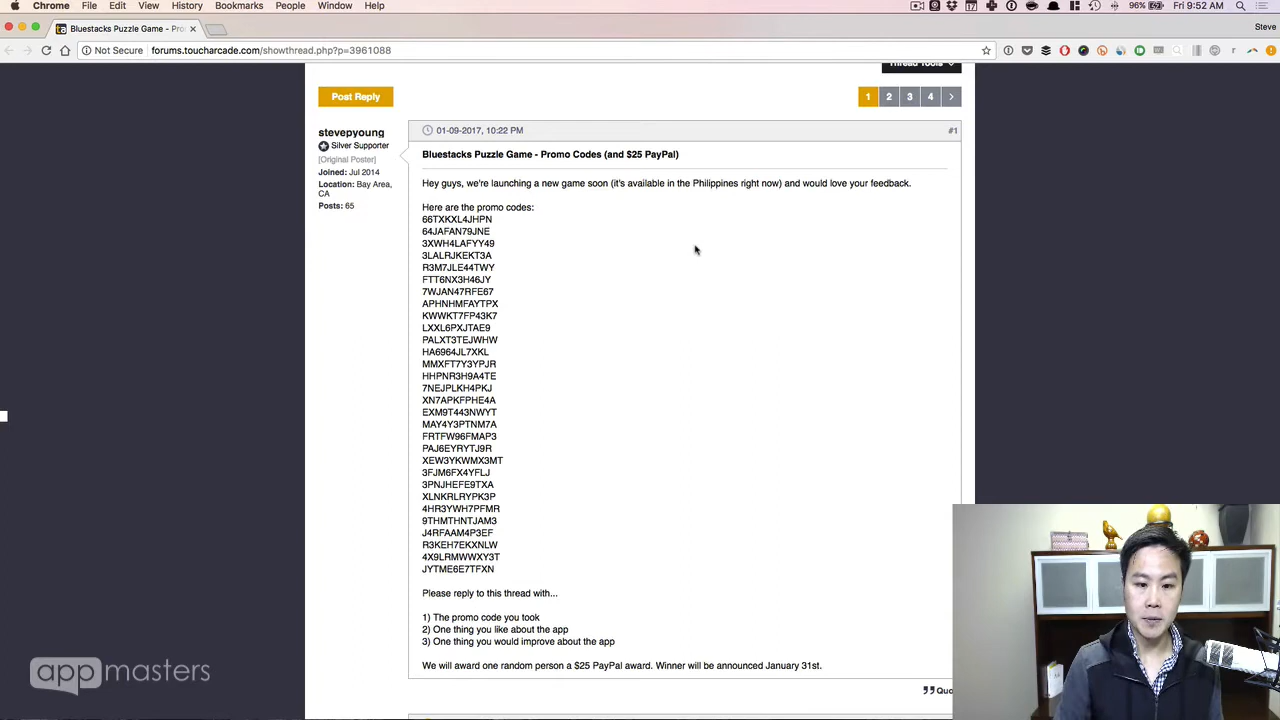 Chrome File Edit View History Bookmarks People Window Help
96% Fri 9:52 AM
Bluestacks Puzzle Game - Pro
Steve
Not Secure forums.toucharcade.com/showthread.php?p=3961088
Thread Tools
Post Reply
1 2 3 4 >
stevepyoung
Silver Supporter
[Original Poster]
Joined: Jul 2014
Location: Bay Area,
CA
Posts: 65
01-09-2017, 10:22 PM
#1
Bluestacks Puzzle Game - Promo Codes (and $25 PayPal)
Hey guys, we're launching a new game soon (it's available in the Philippines right now) and would love your feedback.
Here are the promo codes:
66TXKXL4JHPN
64JAFAN79JNE
3XWH4LAFYY49
3LALRJKEKT3A
R3M7JLE44TWY
FTT6NX3H46JY
7WJAN47RFE67
APHNHMFAYTPX
KWWKT7FP43K7
LXXL6PXJTAE9
PALXT3TEJWHW
HA6964JL7XKL
MMXFT7Y3YPJR
HHPNR3H9A4TE
7NEJPLKH4PKJ
XN7APKFPHE4A
EXM9T443NWYT
MAY4Y3PTNM7A
FRTFW96FMAP3
PAJ6EYRYTJ9R
XEW3YKWMX3MT
3FJM6FX4YFLJ
3PNJHEFE9TXA
XLNKRLRYPK3P
4HR3YWH7PFMR
9THMTHNTJAM3
J4RFAAM4P3EF
R3KEH7EKXNLW
4X9LRMWWXY3T
JYTME6E7TFXN
Please reply to this thread with...
1) The promo code you took
2) One thing you like about the app
3) One thing you would improve about the app
We will award one random person a $25 PayPal award. Winner will be announced January 31st.
Quo
appmasters